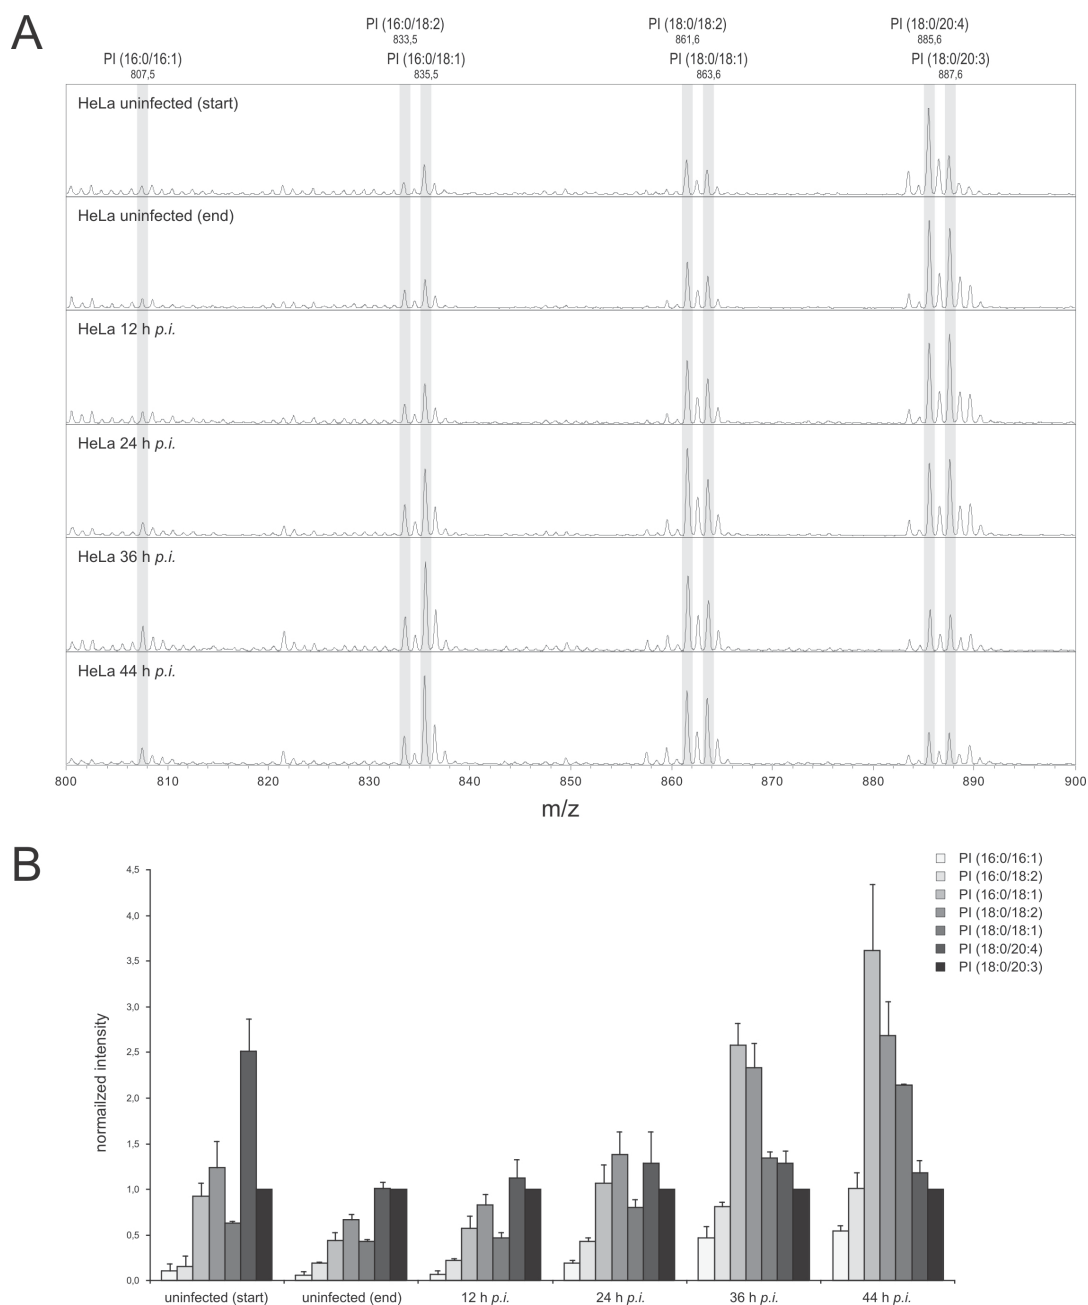 A
PI (16:0/18:2) PI (18:0/18:2) PI (18:0/20:4)
833,5 861,6 885,6
PI (16:0/16:1) PI (16:0/18:1) PI (18:0/18:1) PI (18:0/20:3)
807,5 835,5 863,6 887,6
HeLa uninfected (start)
HeLa uninfected (end)
HeLa 12 h p.i.
HeLa 24 h p.i.
HeLa 36 h p.i.
HeLa 44 h p.i.
800 810 820 830 840 850 860 870 880 890 900
m/z
B
normailzed intensity
4,5
4,0
3,5
3,0
2,5
2,0
1,5
1,0
0,5
0,0
PI (16:0/16:1)
PI (16:0/18:2)
PI (16:0/18:1)
PI (18:0/18:2)
PI (18:0/18:1)
PI (18:0/20:4)
PI (18:0/20:3)
uninfected (start) uninfected (end) 12 h p.i. 24 h p.i. 36 h p.i. 44 h p.i.